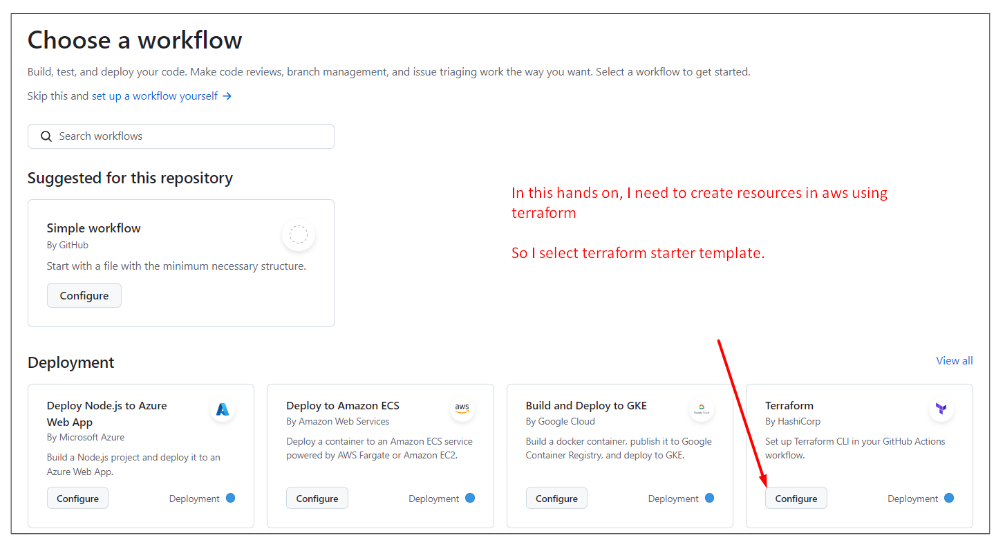 Choose a workflow
Build, test, and deploy your code. Make code reviews, branch management, and issue triaging work the way you want. Select a workflow to get started.
Skip this and set up a workflow yourself →
Search workflows
Suggested for this repository
Simple workflow
By GitHub
Start with a file with the minimum necessary structure.
Configure
In this hands on, I need to create resources in aws using
terraform
So I select terraform starter template.
Deployment
View all
Deploy Node.js to Azure
Web App
By Microsoft Azure
Build a Node.js project and deploy it to an
Azure Web App.
Configure
Deployment
Deploy to Amazon ECS
aws
By Amazon Web Services
Deploy a container to an Amazon ECS service
powered by AWS Fargate or Amazon EC2.
Configure
Deployment
Build and Deploy to GKE
By Google Cloud
Build a docker container, publish it to Google
Container Registry, and deploy to GKE.
Configure
Deployment
Terraform
By HashiCorp
Set up Terraform CLI in your GitHub Actions
workflow.
Configure
Deployment